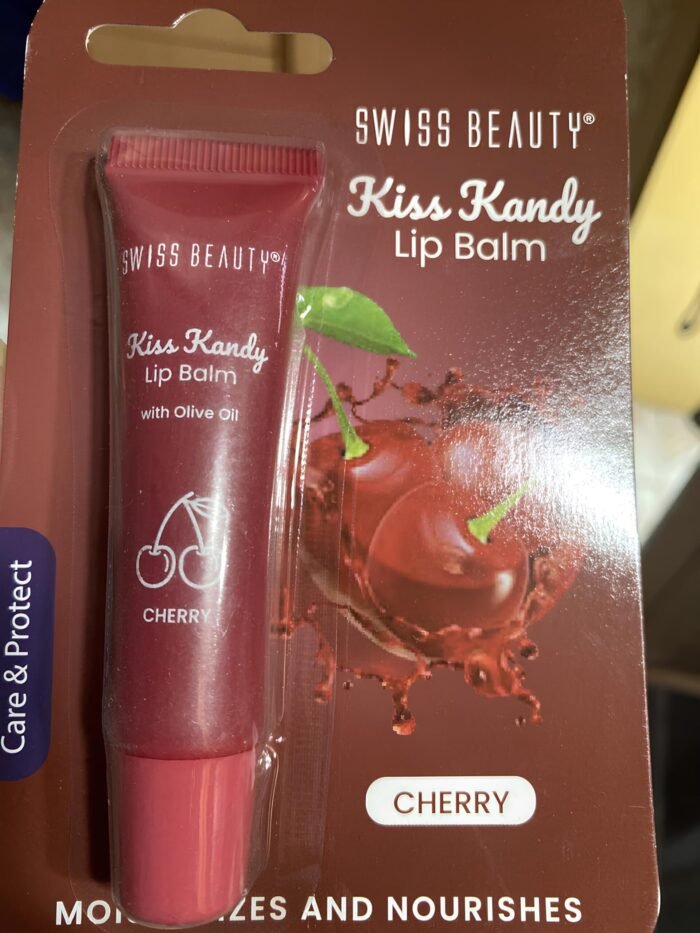 SWISS BEAUTY®
Kiss Kandy
Lip Balm
SWISS BEAUTY®
Kiss Kandy
Lip Balm
with Olive Oil
CHERRY
Care & Protect
CHERRY
AND NOURISHES